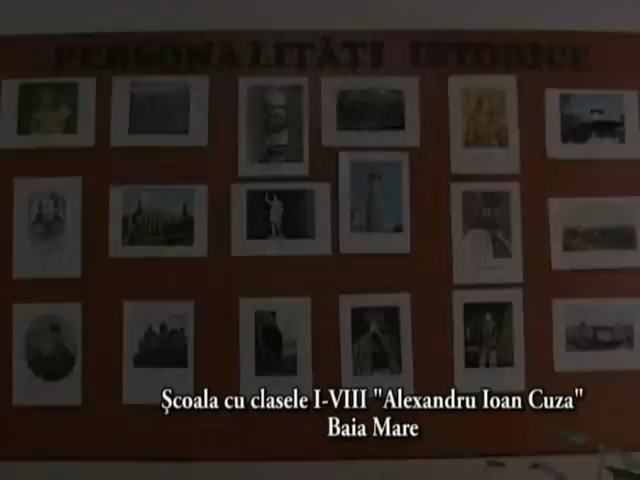 PERSONALITĂȚI ISTORICE
Şcoala cu clasele I-VIII "Alexandru Ioan Cuza"
Baia Mare